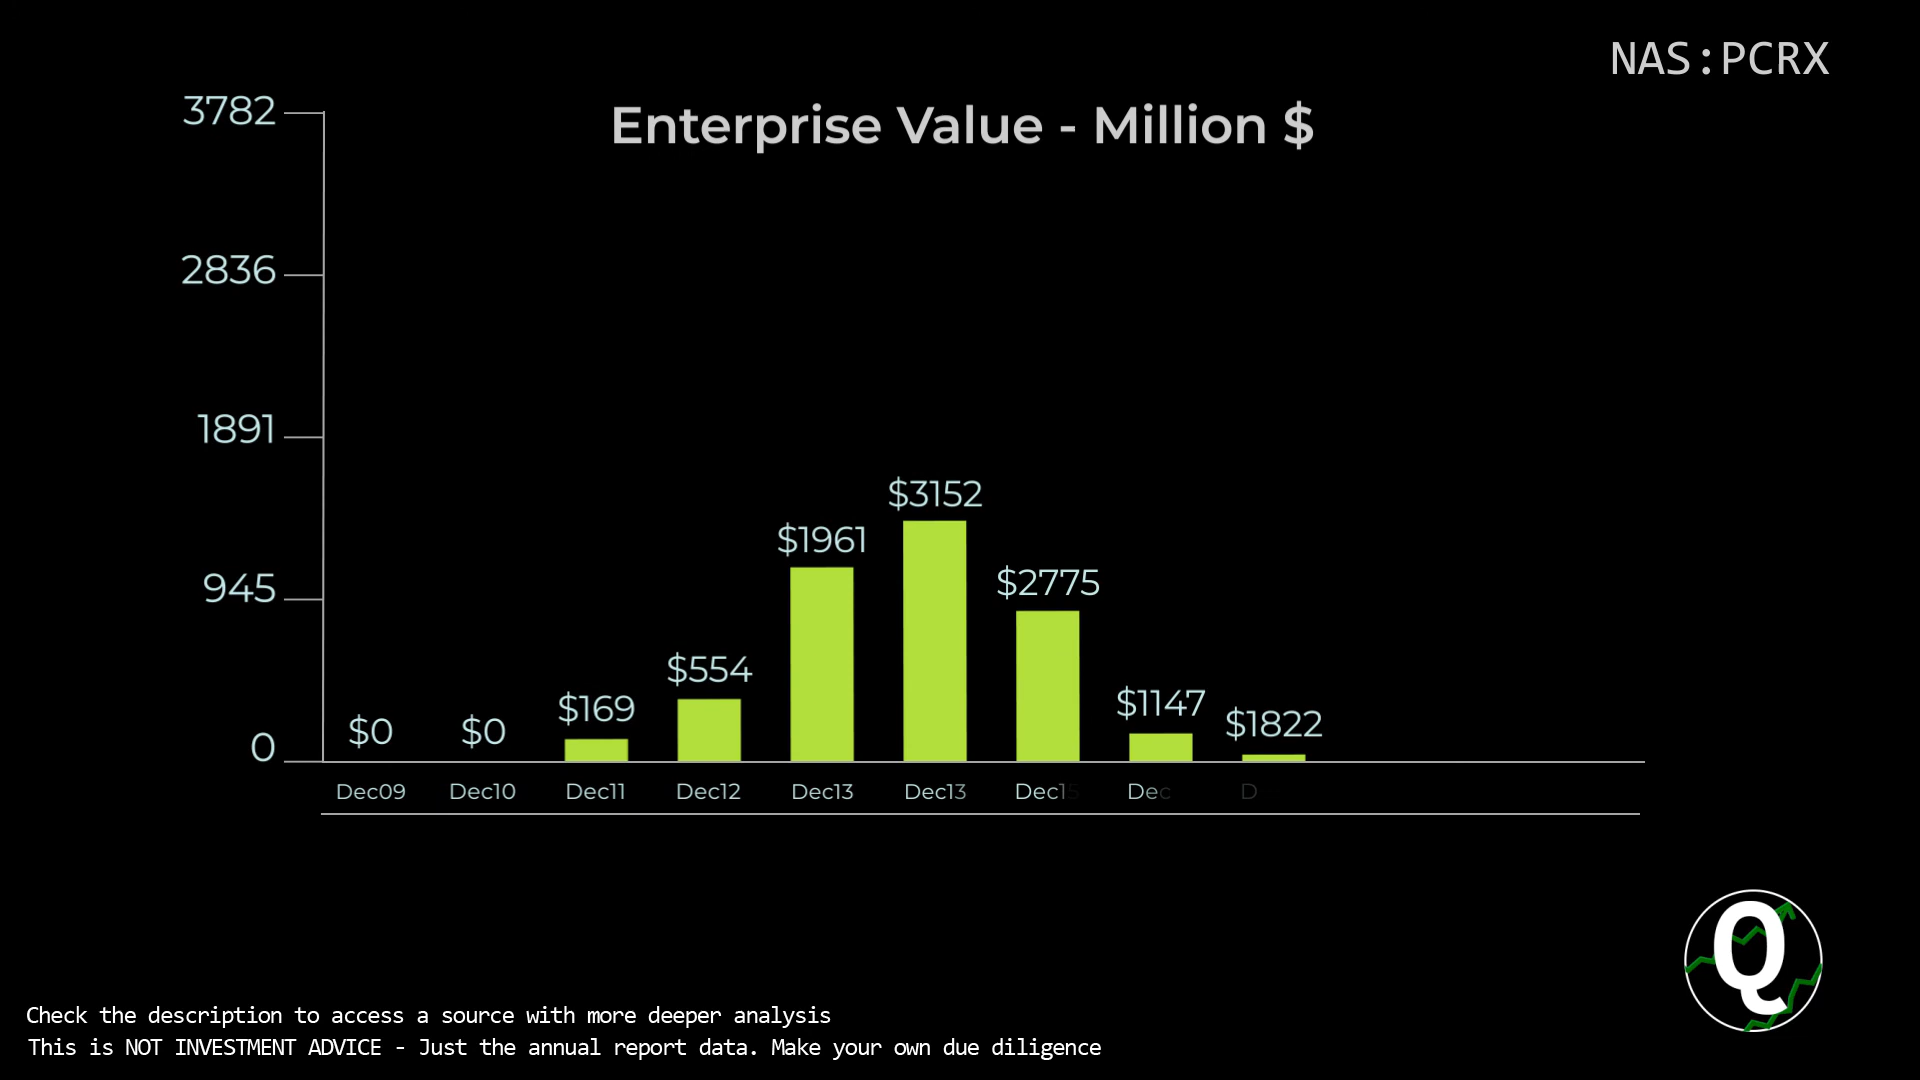 NAS:PCRX
Enterprise Value - Million $
3782
2836
1891
945
0
$0
$0
$169
$554
$1961
$3152
$2775
$1147
$1822
Dec09
Dec10
Dec11
Dec12
Dec13
Dec13
Dec15
Dec
D
Q
Check the description to access a source with more deeper analysis
This is NOT INVESTMENT ADVICE - Just the annual report data. Make your own due diligence